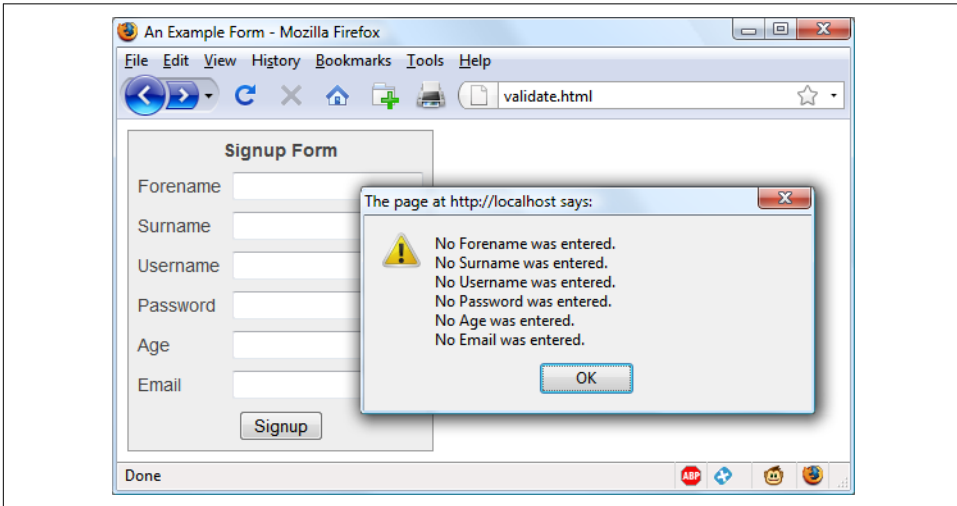 An Example Form - Mozilla Firefox
File Edit View History Bookmarks Tools Help
validate.html
Signup Form
Forename
Surname
Username
Password
Age
Email
Signup
The page at http://localhost says:
No Forename was entered.
No Surname was entered.
No Username was entered.
No Password was entered.
No Age was entered.
No Email was entered.
OK
Done
ABP